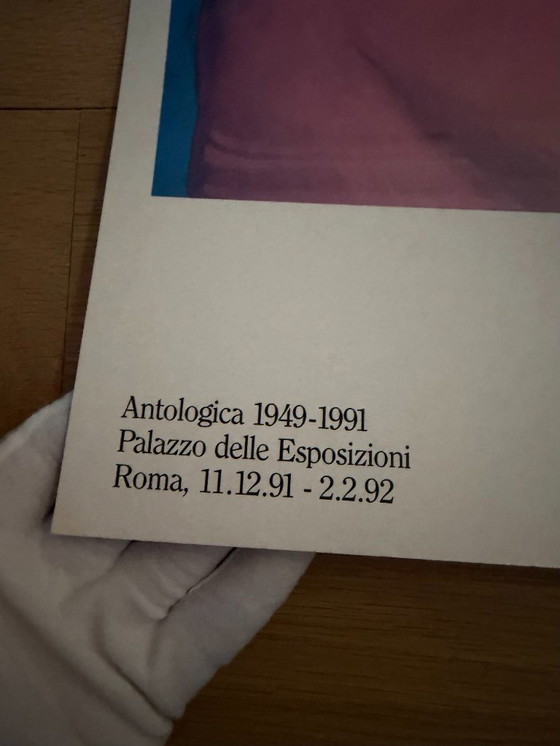 Antologica 1949-1991
Palazzo delle Esposizioni
Roma, 11.12.91 - 2.2.92